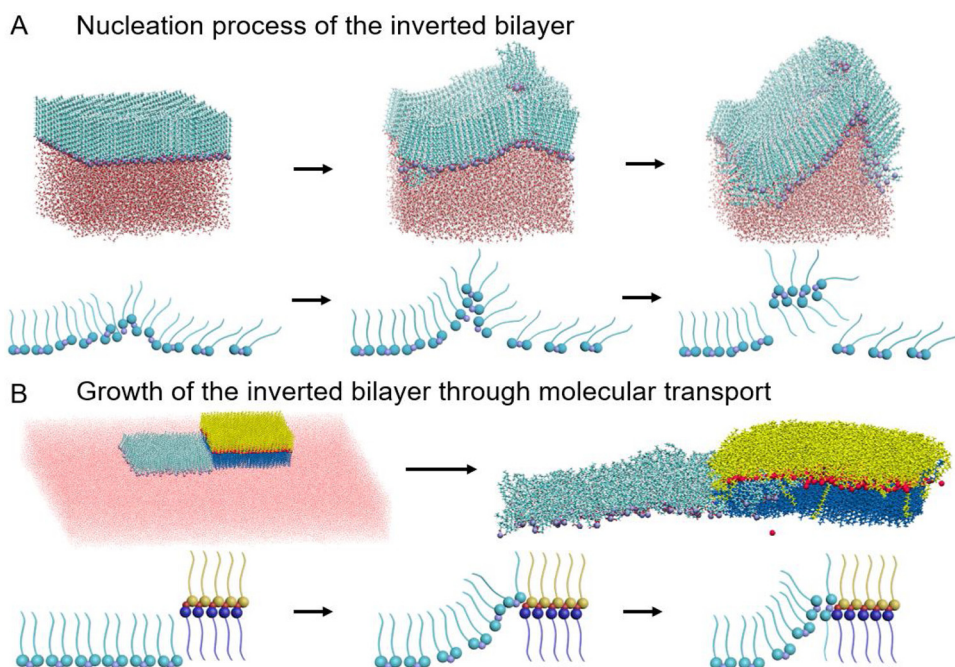 A Nucleation process of the inverted bilayer
B Growth of the inverted bilayer through molecular transport